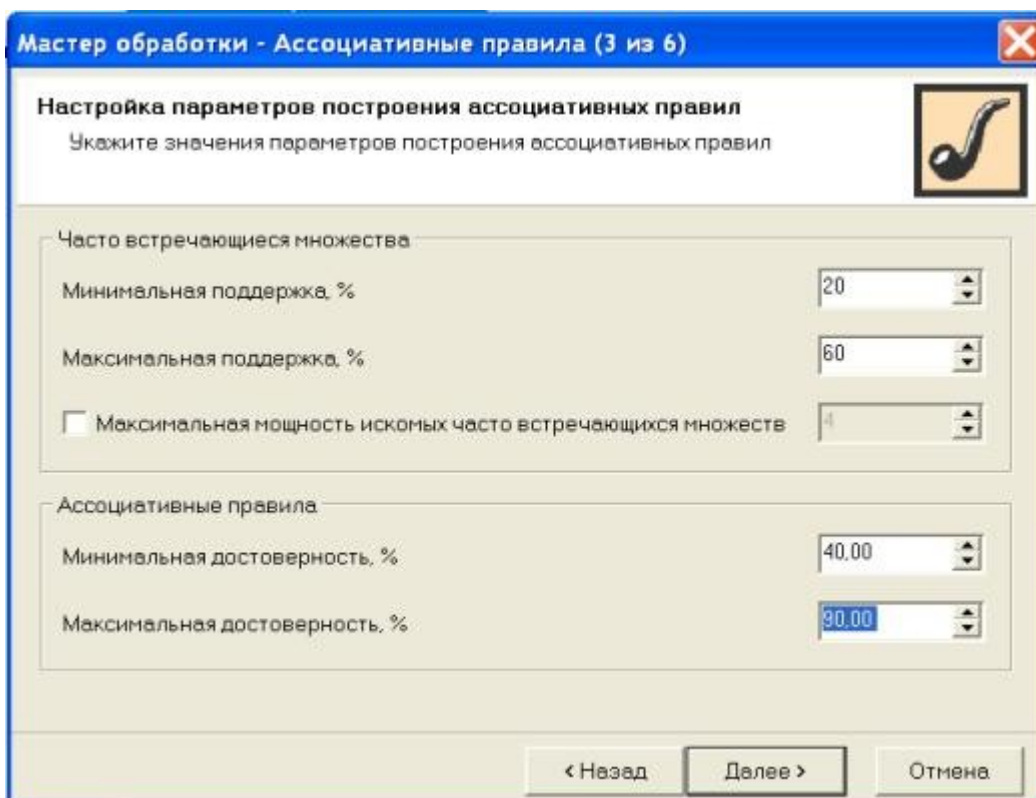 Мастер обработки - Ассоциативные правила (3 из 6)
Настройка параметров построения ассоциативных правил
Укажите значения параметров построения ассоциативных правил
Часто встречающиеся множества
Минимальная поддержка, % 20
Максимальная поддержка, % 60
Максимальная мощность искомых часто встречающихся множеств 4
Ассоциативные правила
Минимальная достоверность, % 40,00
Максимальная достоверность, % 90,00
< Назад Далее > Отмена